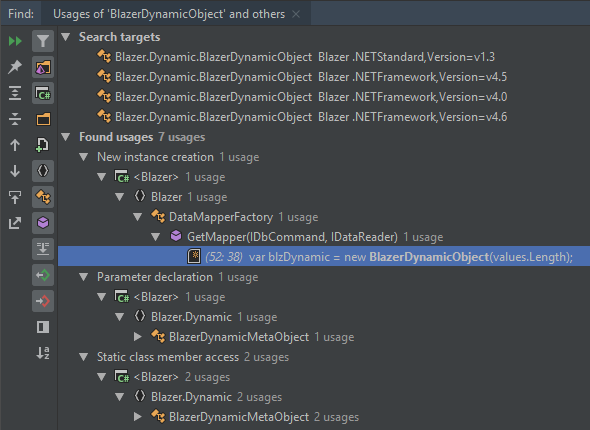 Find: Usages of 'BlazerDynamicObject' and others ×
Search targets
Blazer.Dynamic.BlazerDynamicObject Blazer .NETStandard,Version=v1.3
Blazer.Dynamic.BlazerDynamicObject Blazer .NETFramework,Version=v4.5
Blazer.Dynamic.BlazerDynamicObject Blazer .NETFramework,Version=v4.0
Blazer.Dynamic.BlazerDynamicObject Blazer .NETFramework,Version=v4.6
Found usages 7 usages
New instance creation 1 usage
C# <Blazer> 1 usage
Blazer 1 usage
DataMapperFactory 1 usage
GetMapper(IDbCommand, IDataReader) 1 usage
(52: 38) var blzDynamic = new BlazerDynamicObject(values.Length);
Parameter declaration 1 usage
C# <Blazer> 1 usage
Blazer.Dynamic 1 usage
BlazerDynamicMetaObject 1 usage
Static class member access 2 usages
C# <Blazer> 2 usages
Blazer.Dynamic 2 usages
BlazerDynamicMetaObject 2 usages